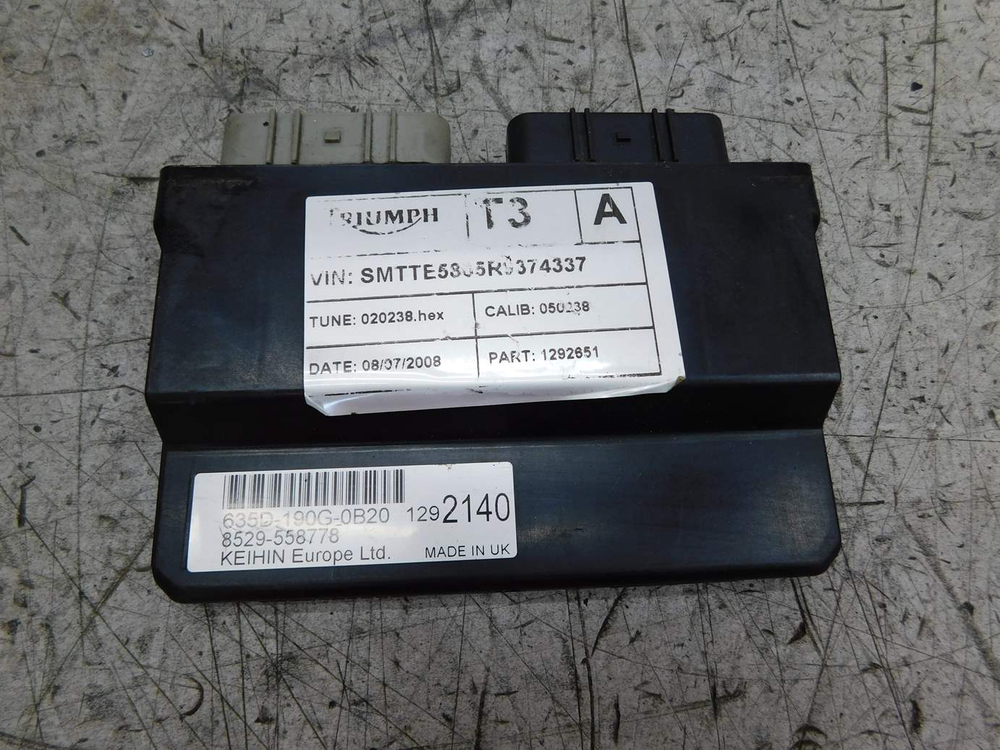 TRIUMPH T3 A
VIN:
TUNE: 020238.hex CALIB: 050238
DATE: 08/07/2008 PART: 1292651
635D-190G-0B20 1292140
8529-558778
KEIHIN Europe Ltd. MADE IN UK